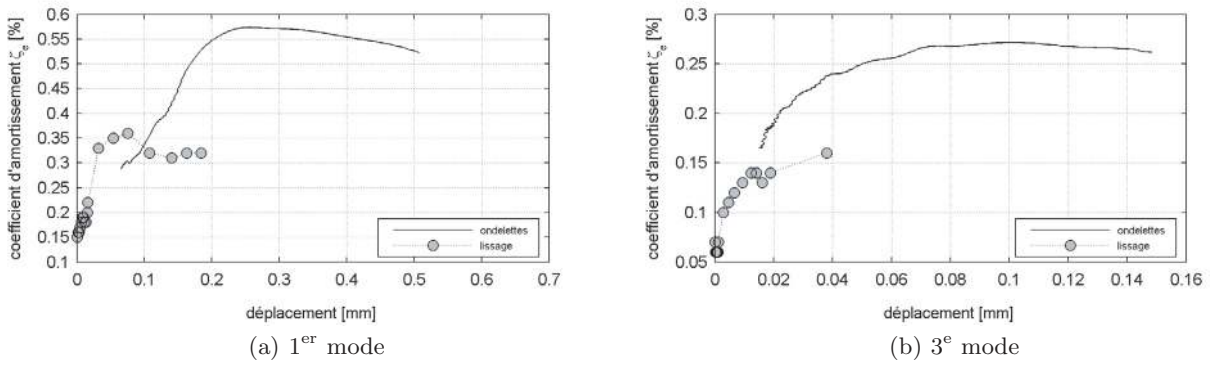 coefficient d'amortissement ζe [%]
0.6
0.55
0.5
0.45
0.4
0.35
0.3
0.25
0.2
0.15
0.1
0 0.1 0.2 0.3 0.4 0.5 0.6 0.7
déplacement [mm]
ondelettes
lissage
(a) 1er mode
coefficient d'amortissement ζe [%]
0.3
0.25
0.2
0.15
0.1
0.05
0 0.02 0.04 0.06 0.08 0.1 0.12 0.14 0.16
déplacement [mm]
ondelettes
lissage
(b) 3e mode